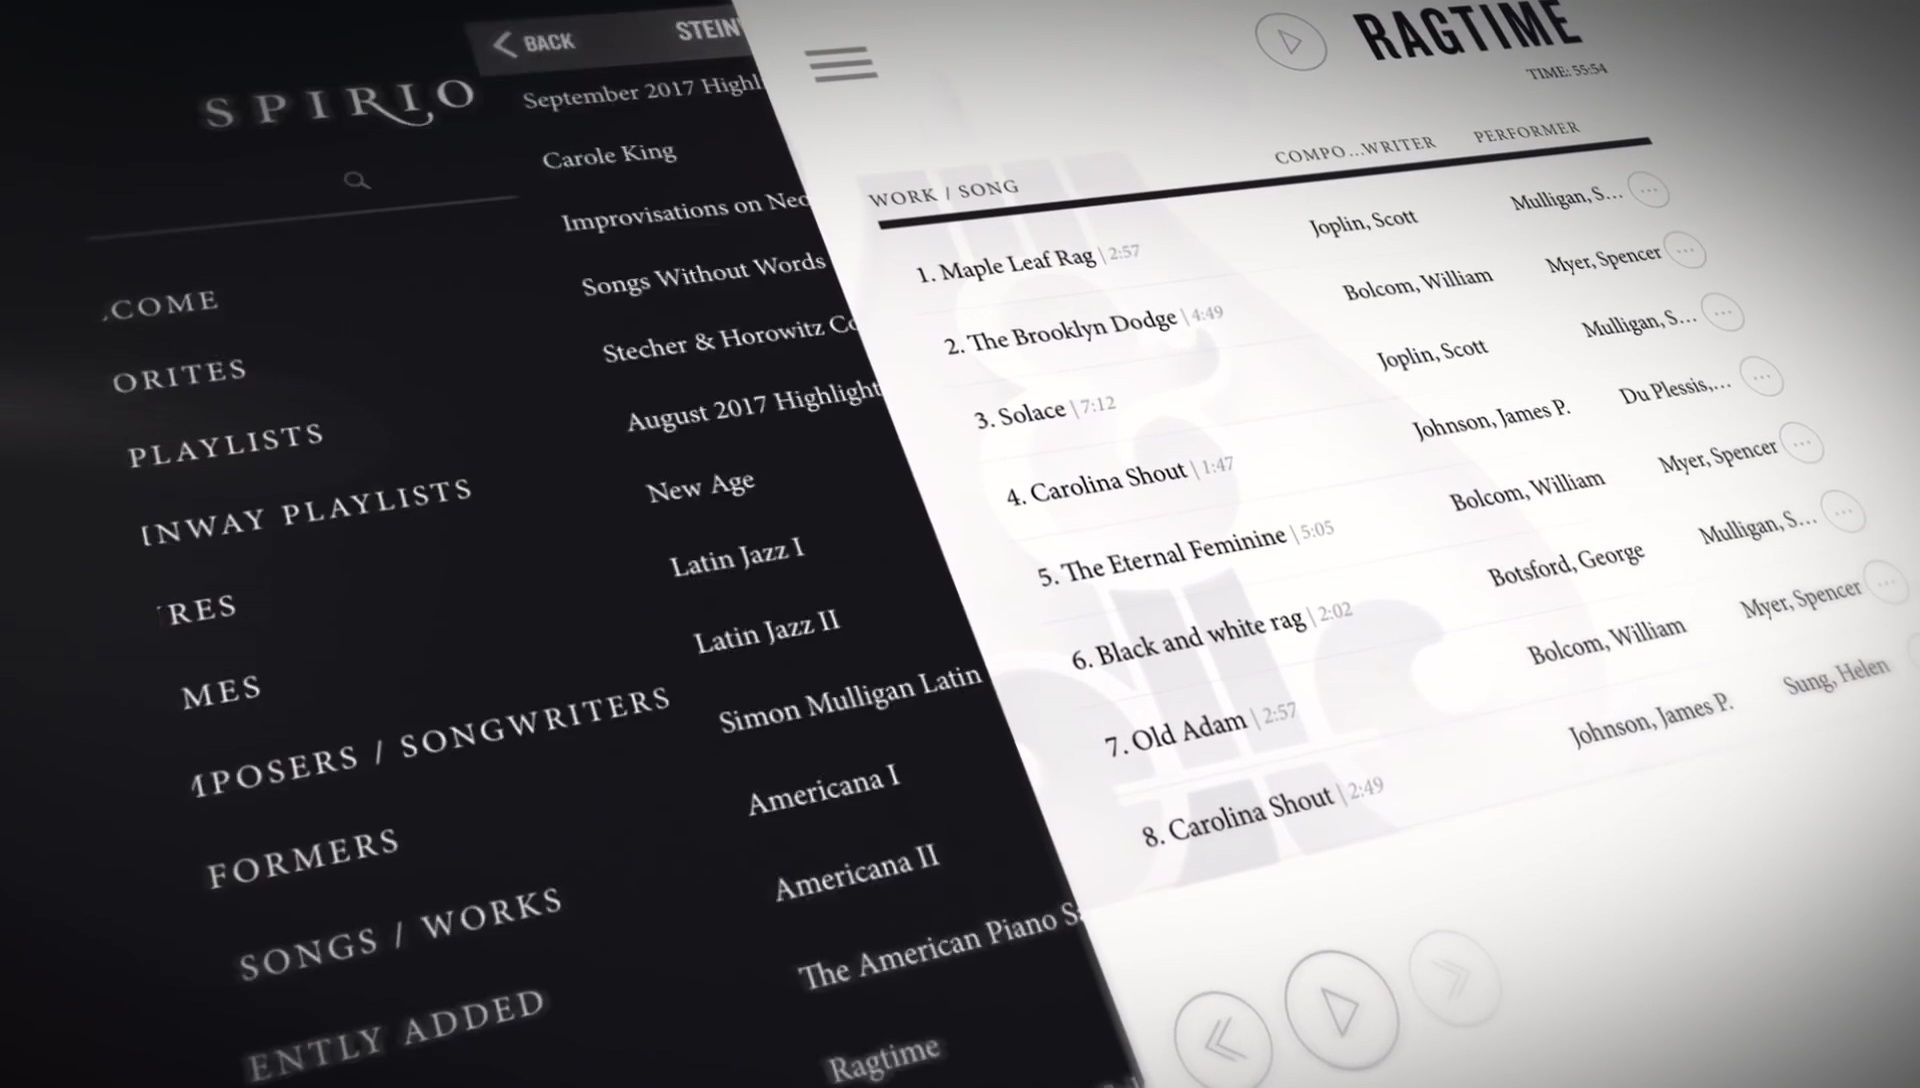 SPIRIO
.COME
ORITES
PLAYLISTS
INWAY PLAYLISTS
RES
MES
MPOSERS / SONGWRITERS
FORMERS
SONGS / WORKS
ENTLY ADDED
BACK
STEIN
September 2017 Highl
Carole King
Improvisations on Neo
Songs Without Words
Stecher & Horowitz Co
August 2017 Highlight
New Age
Latin Jazz I
Latin Jazz II
Simon Mulligan Latin
Americana I
Americana II
The American Piano S
Ragtime
RAGTIME
TIME: 55:54
WORK / SONG COMPO...WRITER PERFORMER
1. Maple Leaf Rag | 2:57 Joplin, Scott Mulligan, S... ...
2. The Brooklyn Dodge | 4:49 Bolcom, William Myer, Spencer ...
3. Solace | 7:12 Joplin, Scott Mulligan, S... ...
4. Carolina Shout | 1:47 Johnson, James P. Du Plessis,... ...
5. The Eternal Feminine | 5:05 Bolcom, William Myer, Spencer ...
6. Black and white rag | 2:02 Botsford, George Mulligan, S... ...
7. Old Adam | 2:57 Bolcom, William Myer, Spencer ...
8. Carolina Shout | 2:49 Johnson, James P. Sung, Helen